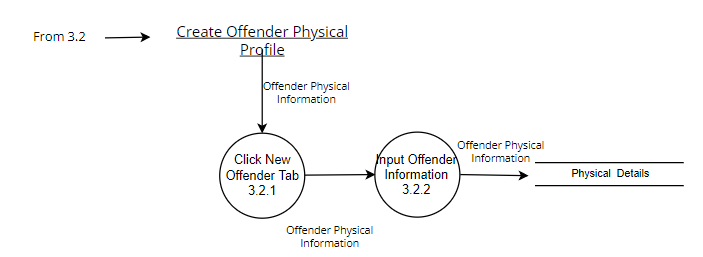 From 3.2
Create Offender Physical
Profile
Offender Physical
Information
Click New
Offender Tab
3.2.1
Input Offender
Information
3.2.2
Offender Physical
Information
Physical Details
Offender Physical
Information